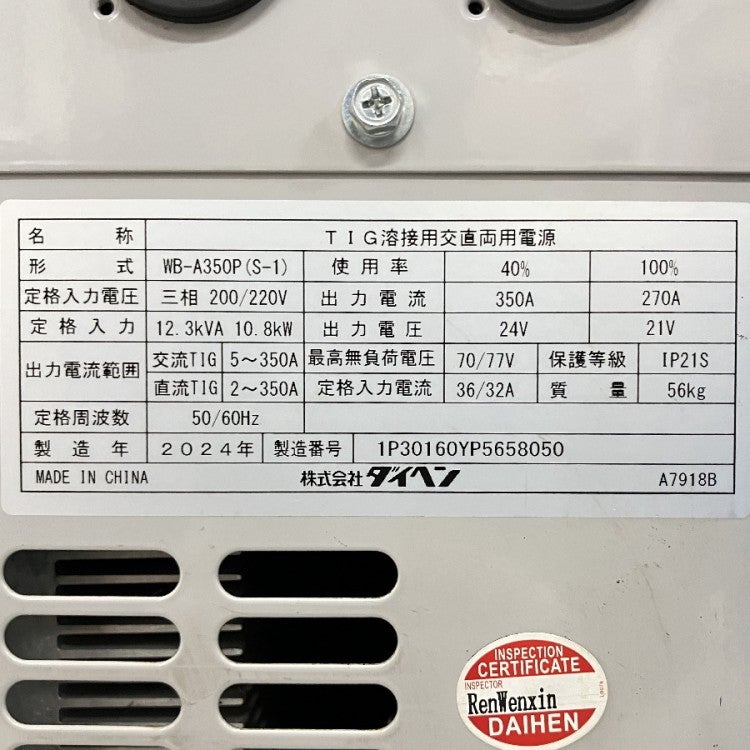 名 称 TIG溶接用交直両用電源
形 式 WB-A350P(S-1) 使 用 率 40% 100%
定格入力電圧 三相 200/220V 出 力 電 流 350A 270A
定 格 入 力 12.3kVA 10.8kW 出 力 電 圧 24V 21V
出力電流範囲 交流TIG 5～350A 最高無負荷電圧 70/77V 保護等級 IP21S
直流TIG 2～350A 定格入力電流 36/32A 質 量 56kg
定格周波数 50/60Hz
製 造 年 2024年 製造番号 1P30160YP5658050
MADE IN CHINA 株式会社ダイヘン A7918B
INSPECTION
CERTIFICATE
INSPECTOR
RenWenxin
DAIHEN